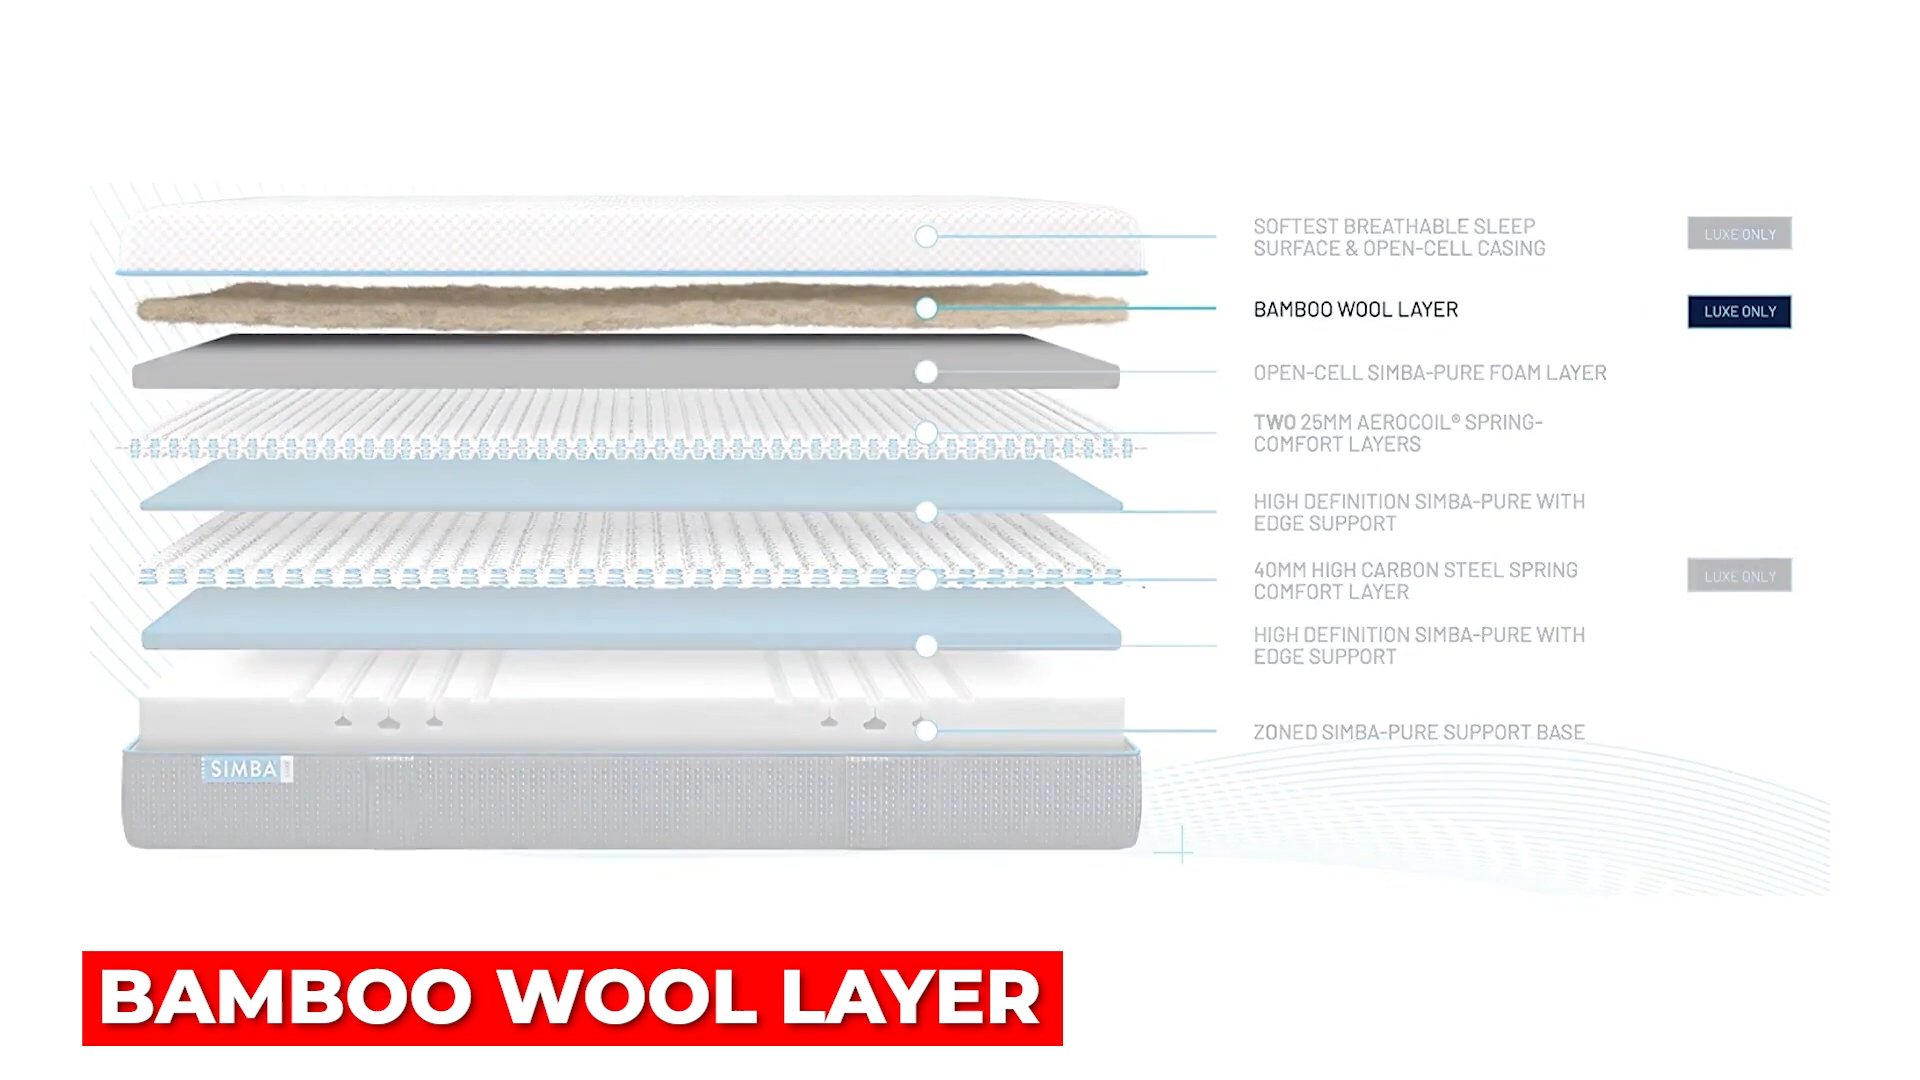 SOFTEST BREATHABLE SLEEP
SURFACE & OPEN-CELL CASING
LUXE ONLY
BAMBOO WOOL LAYER
LUXE ONLY
OPEN-CELL SIMBA-PURE FOAM LAYER
TWO 25MM AEROCOIL® SPRING-
COMFORT LAYERS
HIGH DEFINITION SIMBA-PURE WITH
EDGE SUPPORT
40MM HIGH CARBON STEEL SPRING
COMFORT LAYER
LUXE ONLY
HIGH DEFINITION SIMBA-PURE WITH
EDGE SUPPORT
ZONED SIMBA-PURE SUPPORT BASE
SIMBA
BAMBOO WOOL LAYER